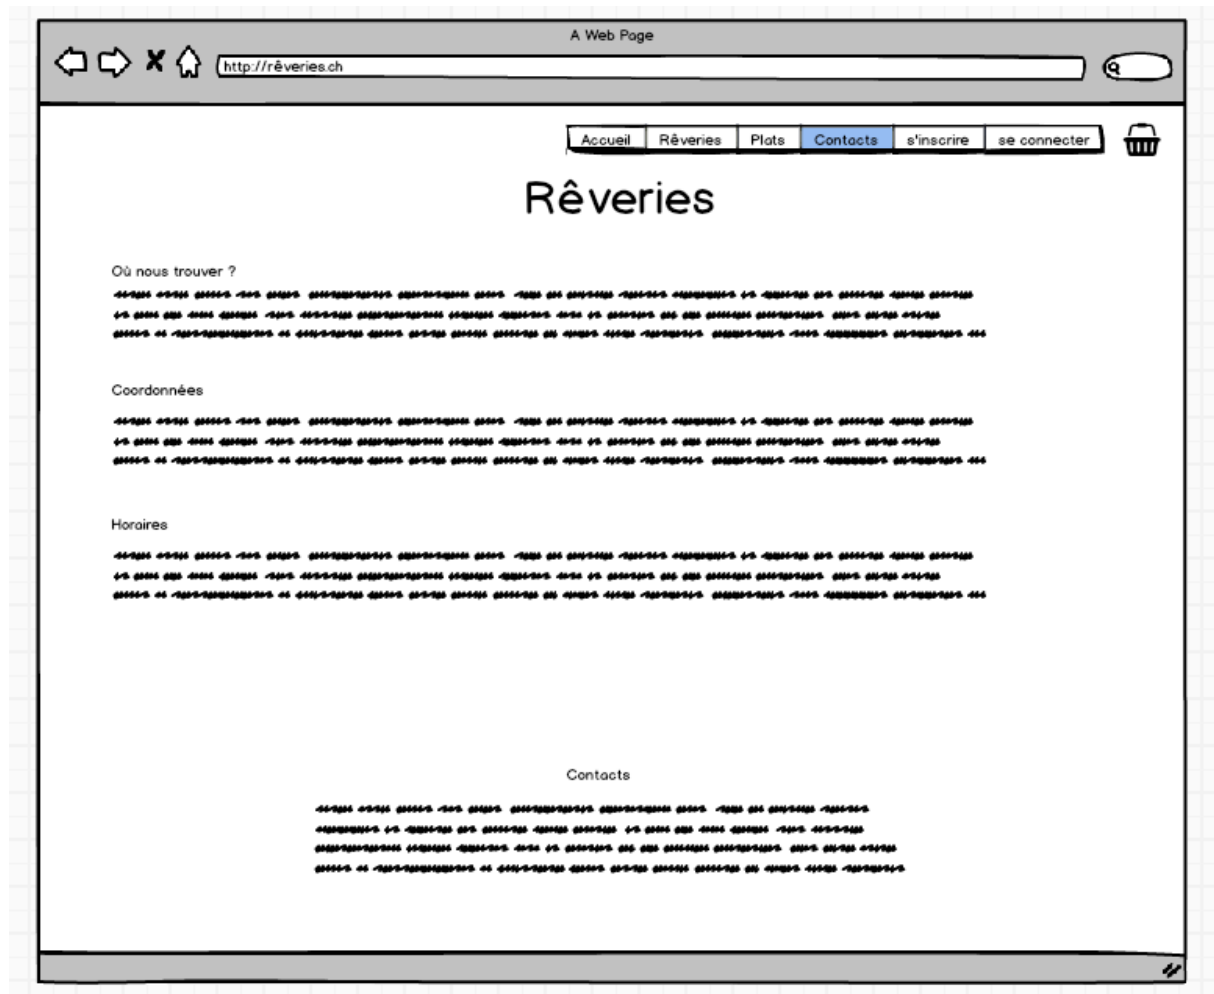 A Web Page
http://rêveries.ch
Accueil Rêveries Plats Contacts s'inscrire se connecter
Rêveries
Où nous trouver ?
Coordonnées
Horaires
Contacts